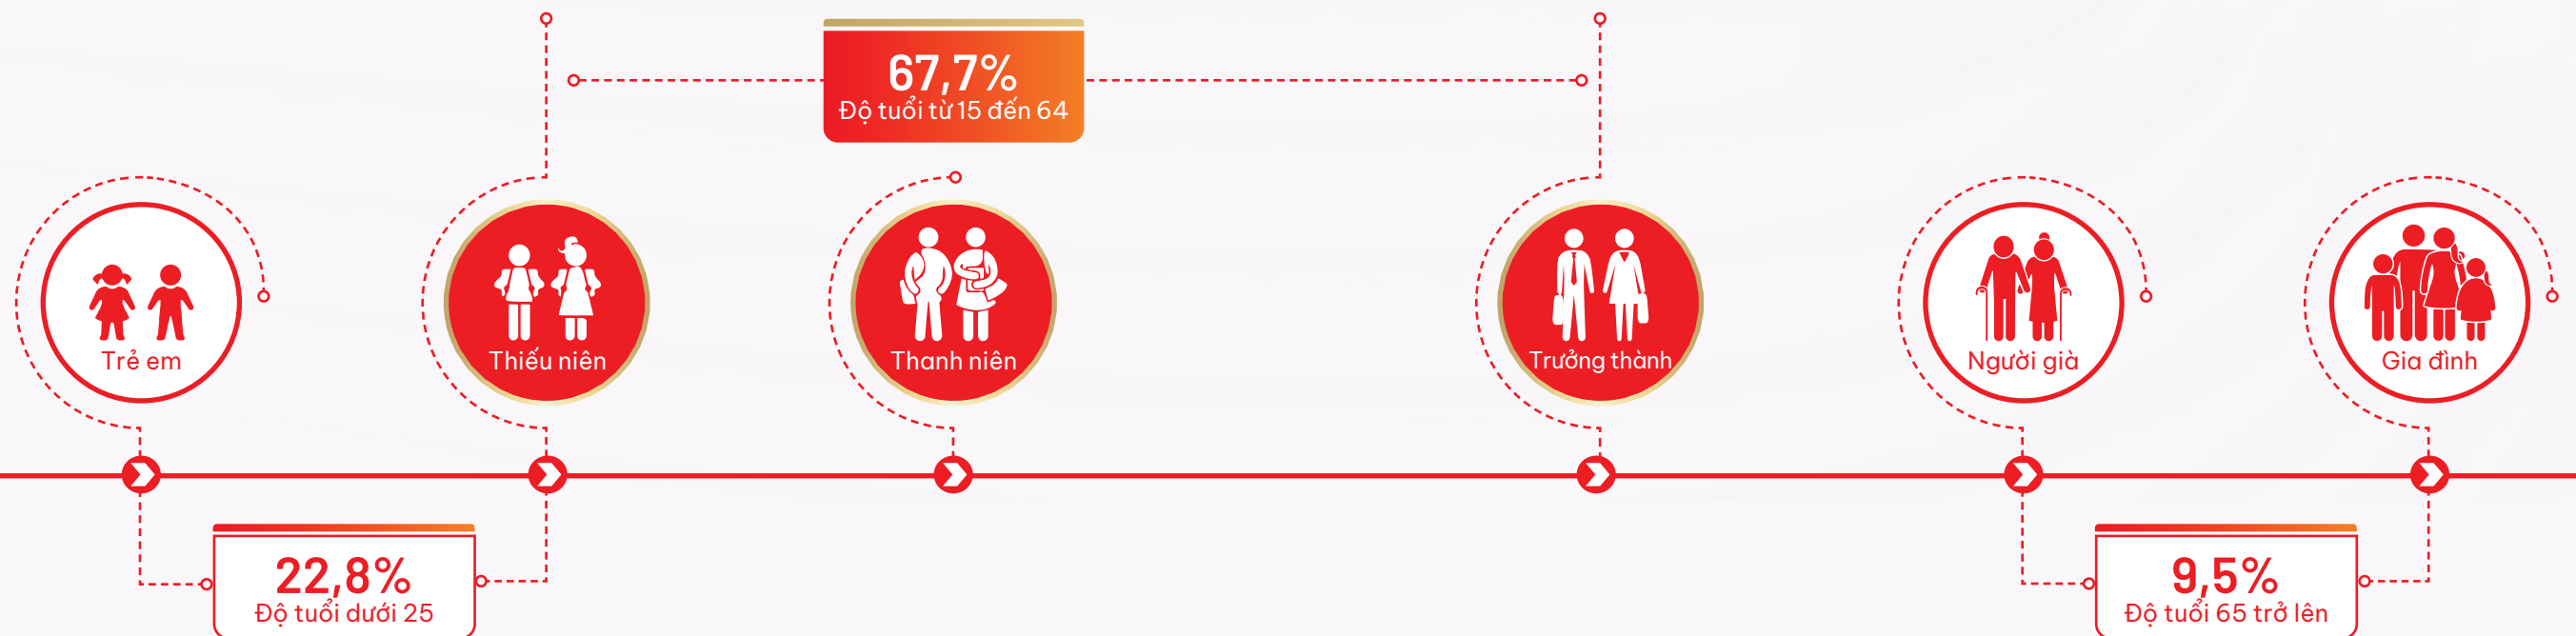 67,7%
Độ tuổi từ 15 đến 64
Trẻ em
Thiếu niên
Thanh niên
Trưởng thành
Người già
Gia đình
22,8%
Độ tuổi dưới 25
9,5%
Độ tuổi 65 trở lên